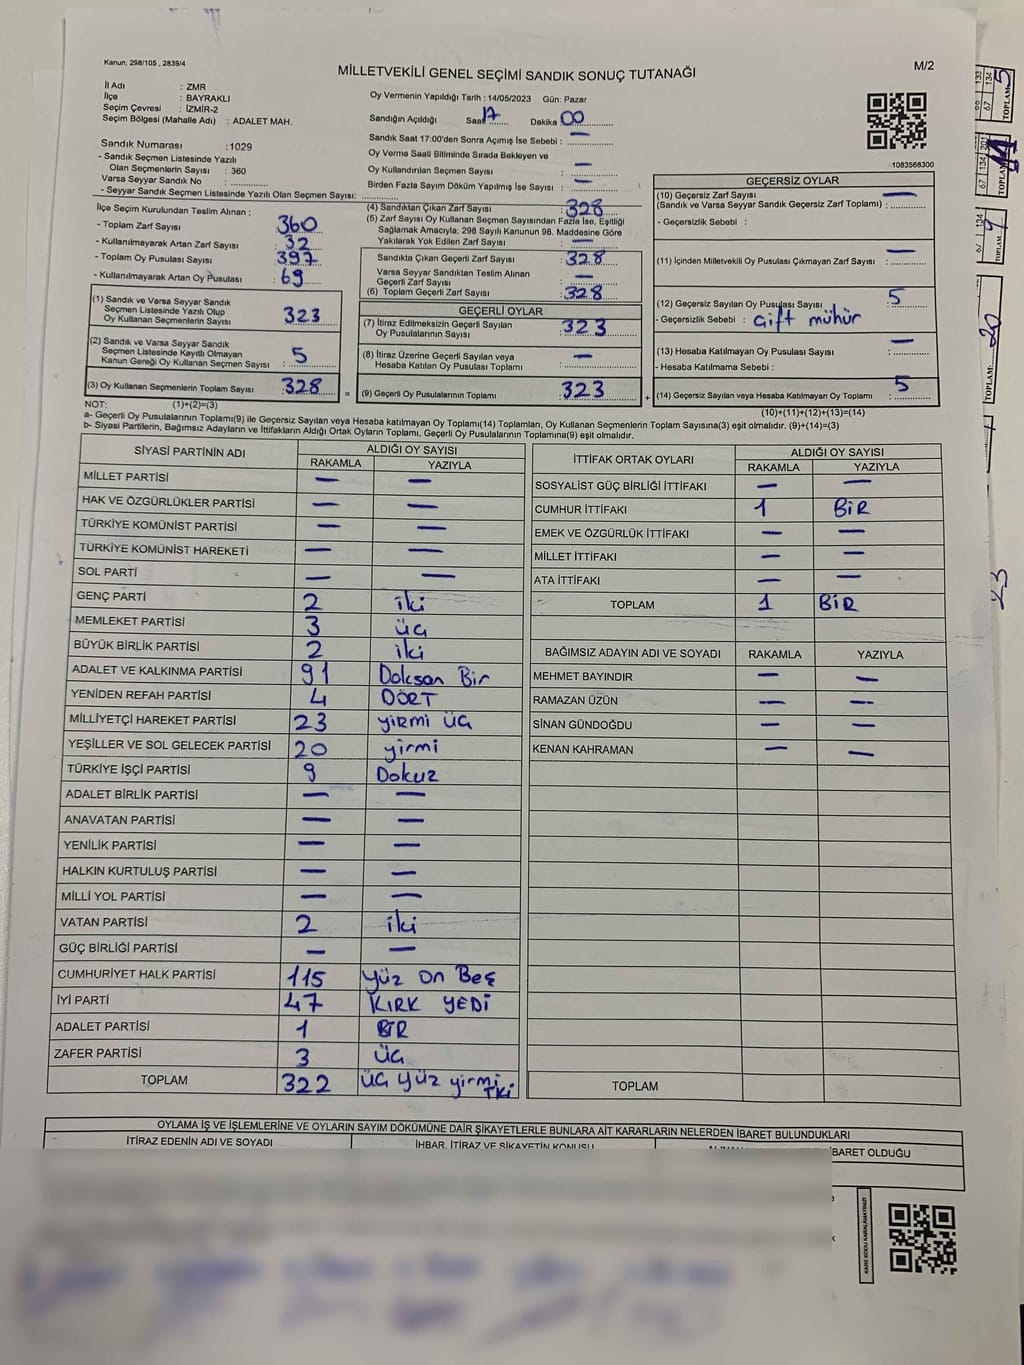 Kanun; 298/105 , 2839/4
M/2
MİLLETVEKİLİ GENEL SEÇİMİ SANDIK SONUÇ TUTANAĞI
İl Adı : ZMR
İlçe : BAYRAKLI
Seçim Çevresi : İZMİR-2
Seçim Bölgesi (Mahalle Adı) : ADALET MAH.
Sandık Numarası :1029
- Sandık Seçmen Listesinde Yazılı
Olan Seçmenlerin Sayısı : 360
Varsa Seyyar Sandık No :
- Seyyar Sandık Seçmen Listesinde Yazılı Olan Seçmen Sayısı:
Oy Vermenin Yapıldığı Tarih : 14/05/2023 Gün: Pazar
Sandığın Açıldığı Saat 17 Dakika 00
Sandık Saat 17:00'den Sonra Açımış İse Sebebi : —
Oy Verme Saati Bitiminde Sırada Bekleyen ve
Oy Kullandırılan Seçmen Sayısı : —
Birden Fazla Sayım Döküm Yapılmış İse Sayısı : —
1083568300
İlçe Seçim Kurulundan Teslim Alınan :
- Toplam Zarf Sayısı : 360
- Kullanılmayarak Artan Zarf Sayısı : 32
- Toplam Oy Pusulası Sayısı : 397
- Kullanılmayarak Artan Oy Pusulası : 69
(1) Sandık ve Varsa Seyyar Sandık
Seçmen Listesinde Yazılı Olup
Oy Kullanan Seçmenlerin Sayısı : 323
(2) Sandık ve Varsa Seyyar Sandık
Seçmen Listesinde Kayıtlı Olmayan
Kanun Gereği Oy Kullanan Seçmen Sayısı : 5
(3) Oy Kullanan Seçmenlerin Toplam Sayısı : 328
(4) Sandıktan Çıkan Zarf Sayısı : 328
(5) Zarf Sayısı Oy Kullanan Seçmen Sayısından Fazla İse, Eşitliği
Sağlamak Amacıyla; 298 Sayılı Kanunun 98. Maddesine Göre
Yakılarak Yok Edilen Zarf Sayısı : —
Sandıkta Çıkan Geçerli Zarf Sayısı : 328
Varsa Seyyar Sandıktan Teslim Alınan
Geçerli Zarf Sayısı : —
(6) Toplam Geçerli Zarf Sayısı : 328
GEÇERLİ OYLAR
(7) İtiraz Edilmeksizin Geçerli Sayılan
Oy Pusulalarının Sayısı : 323
(8) İtiraz Üzerine Geçerli Sayılan veya
Hesaba Katılan Oy Pusulası Toplamı : —
= (9) Geçerli Oy Pusulalarının Toplamı : 323
GEÇERSİZ OYLAR
(10) Geçersiz Zarf Sayısı
(Sandık ve Varsa Seyyar Sandık Geçersiz Zarf Toplamı) : —
- Geçersizlik Sebebi :
(11) İçinden Milletvekili Oy Pusulası Çıkmayan Zarf Sayısı : —
(12) Geçersiz Sayılan Oy Pusulası Sayısı : 5
- Geçersizlik Sebebi : Çift mühür
(13) Hesaba Katılmayan Oy Pusulası Sayısı : —
- Hesaba Katılmama Sebebi :
+ (14) Geçersiz Sayılan veya Hesaba Katılmayan Oy Toplamı : 5
NOT: (1)+(2)=(3)
(10)+(11)+(12)+(13)=(14)
a- Geçerli Oy Pusulalarının Toplamı(9) ile Geçersiz Sayılan veya Hesaba katılmayan Oy Toplamı(14) Toplamları, Oy Kullanan Seçmenlerin Toplam Sayısına(3) eşit olmalıdır. (9)+(14)=(3)
b- Siyasi Partilerin, Bağımsız Adayların ve İttifakların Aldığı Ortak Oyların Toplamı, Geçerli Oy Pusulalarının Toplamına(9) eşit olmalıdır.
SİYASİ PARTİNİN ADI ALDIĞI OY SAYISI
RAKAMLA YAZIYLA
MİLLET PARTİSİ — —
HAK VE ÖZGÜRLÜKLER PARTİSİ — —
TÜRKİYE KOMÜNİST PARTİSİ — —
TÜRKİYE KOMÜNİST HAREKETİ — —
SOL PARTİ — —
GENÇ PARTİ 2 iki
MEMLEKET PARTİSİ 3 üç
BÜYÜK BİRLİK PARTİSİ 2 iki
ADALET VE KALKINMA PARTİSİ 91 Doksan Bir
YENİDEN REFAH PARTİSİ 4 DÖRT
MİLLİYETÇİ HAREKET PARTİSİ 23 yirmi üç
YEŞİLLER VE SOL GELECEK PARTİSİ 20 yirmi
TÜRKİYE İŞÇİ PARTİSİ 9 Dokuz
ADALET BİRLİK PARTİSİ — —
ANAVATAN PARTİSİ — —
YENİLİK PARTİSİ — —
HALKIN KURTULUŞ PARTİSİ — —
MİLLİ YOL PARTİSİ — —
VATAN PARTİSİ 2 iki
GÜÇ BİRLİĞİ PARTİSİ — —
CUMHURİYET HALK PARTİSİ 115 Yüz On Beş
İYİ PARTİ 47 KIRK YEDİ
ADALET PARTİSİ 1 BİR
ZAFER PARTİSİ 3 üç
TOPLAM 322 üç yüz yirmi iki
İTTİFAK ORTAK OYLARI ALDIĞI OY SAYISI
RAKAMLA YAZIYLA
SOSYALİST GÜÇ BİRLİĞİ İTTİFAKI — —
CUMHUR İTTİFAKI 1 BİR
EMEK VE ÖZGÜRLÜK İTTİFAKI — —
MİLLET İTTİFAKI — —
ATA İTTİFAKI — —
TOPLAM 1 BİR
BAĞIMSIZ ADAYIN ADI VE SOYADI RAKAMLA YAZIYLA
MEHMET BAYINDIR — —
RAMAZAN ÜZÜN — —
SİNAN GÜNDOĞDU — —
KENAN KAHRAMAN — —
TOPLAM
OYLAMA İŞ VE İŞLEMLERİNE VE OYLARIN SAYIM DÖKÜMÜNE DAİR ŞİKAYETLERLE BUNLARA AİT KARARLARIN NELERDEN İBARET BULUNDUKLARI
İTİRAZ EDENİN ADI VE SOYADI İHBAR, İTİRAZ VE ŞİKAYETİN KONUSU BARET OLDUĞU
KARE KODU KARALAMAYINIZ!
133 134 TOPLAM 5
66 67
67 134 201 TOPLAM
67 134 TOPLAM: 9
TOPLAM: 20
23